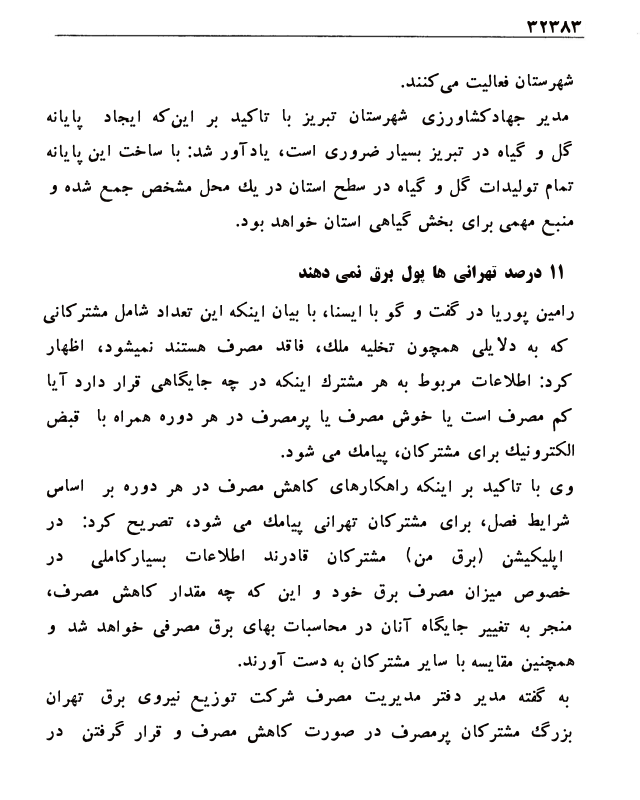 ۳۲۳۸۳
شهرستان فعالیت می‌کنند.
مدیر جهادکشاورزی شهرستان تبریز با تاکید بر این‌که ایجاد پایانه
گل و گیاه در تبریز بسیار ضروری است، یادآور شد: با ساخت این پایانه
تمام تولیدات گل و گیاه در سطح استان در یك محل مشخص جمع شده و
منبع مهمی برای بخش گیاهی استان خواهد بود.
۱۱ درصد تهرانی ها پول برق نمی دهند
رامین پوریا در گفت و گو با ایسنا، با بیان اینکه این تعداد شامل مشترکانی
که به دلایلی همچون تخلیه ملك، فاقد مصرف هستند نمیشود، اظهار
کرد: اطلاعات مربوط به هر مشترك اینکه در چه جایگاهی قرار دارد آیا
کم مصرف است یا خوش مصرف یا پرمصرف در هر دوره همراه با قبض
الکترونیك برای مشترکان، پیامك می شود.
وی با تاکید بر اینکه راهکارهای کاهش مصرف در هر دوره بر اساس
شرایط فصل، برای مشترکان تهرانی پیامك می شود، تصریح کرد: در
اپلیکیشن (برق من) مشترکان قادرند اطلاعات بسیارکاملی در
خصوص میزان مصرف برق خود و این که چه مقدار کاهش مصرف،
منجر به تغییر جایگاه آنان در محاسبات بهای برق مصرفی خواهد شد و
همچنین مقایسه با سایر مشترکان به دست آورند.
به گفته مدیر دفتر مدیریت مصرف شرکت توزیع نیروی برق تهران
بزرگ مشترکان پرمصرف در صورت کاهش مصرف و قرار گرفتن در